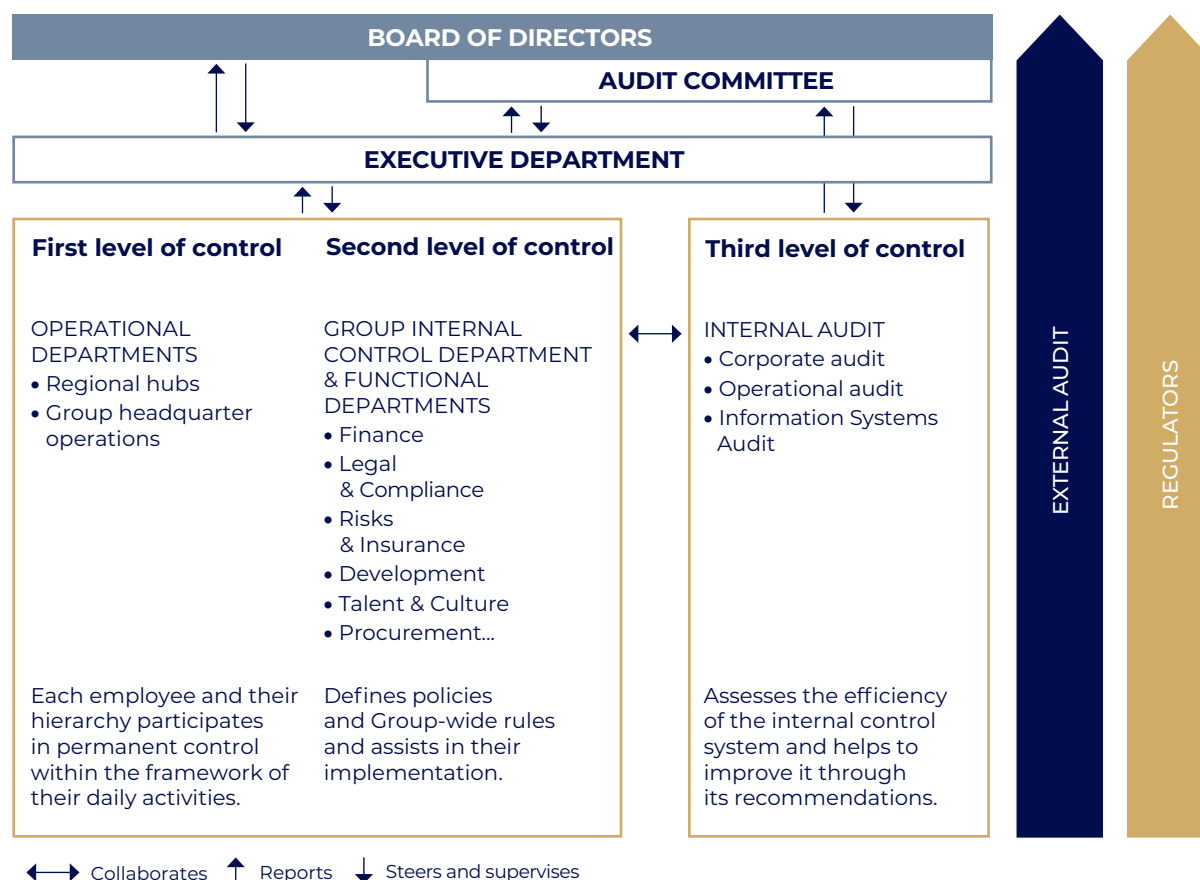 BOARD OF DIRECTORS
AUDIT COMMITTEE
EXECUTIVE DEPARTMENT
First level of control
OPERATIONAL
DEPARTMENTS
• Regional hubs
• Group headquarter
operations
Each employee and their
hierarchy participates
in permanent control
within the framework of
their daily activities.
Second level of control
GROUP INTERNAL
CONTROL DEPARTMENT
& FUNCTIONAL
DEPARTMENTS
• Finance
• Legal
& Compliance
• Risks
& Insurance
• Development
• Talent & Culture
• Procurement...
Defines policies
and Group-wide rules
and assists in their
implementation.
Third level of control
INTERNAL AUDIT
• Corporate audit
• Operational audit
• Information Systems
Audit
Assesses the efficiency
of the internal control
system and helps to
improve it through
its recommendations.
EXTERNAL AUDIT
REGULATORS
Collaborates
Reports
Steers and supervises